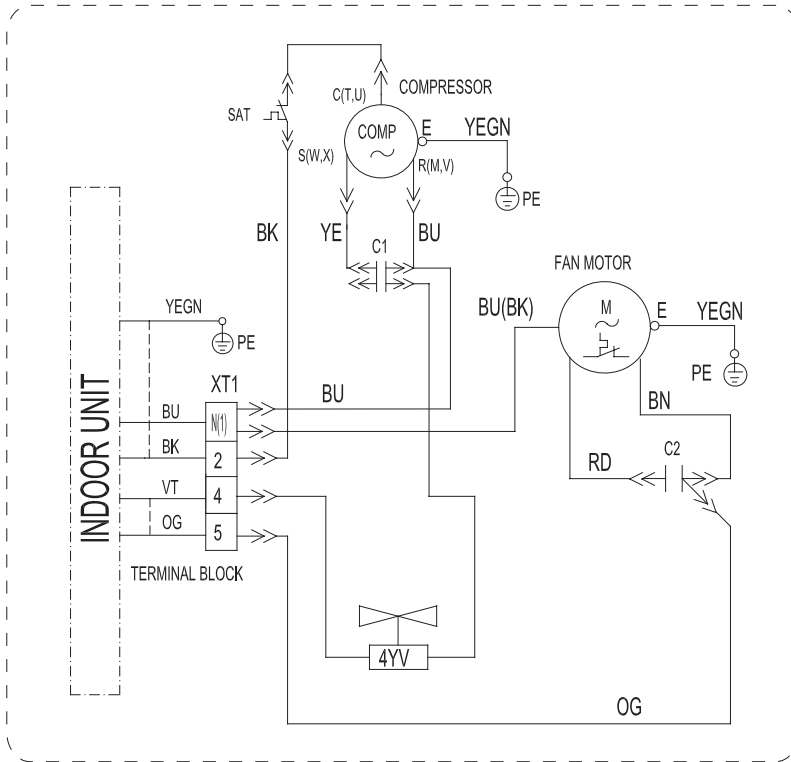 COMPRESSOR
C(T,U)
SAT
COMP
E
YEGN
S(W,X)
R(M,V)
PE
BK
YE
BU
C1
FAN MOTOR
BU(BK)
M
E
YEGN
YEGN
PE
PE
XT1
BU
BN
INDOOR UNIT
BU
N(1)
C2
BK
2
RD
VT
4
OG
5
TERMINAL BLOCK
4YV
OG